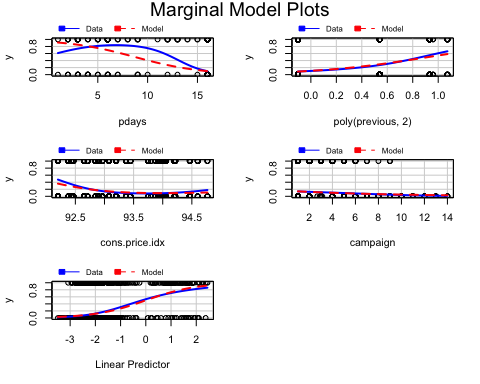 Marginal Model Plots
Data Model Data Model
y 0.0 0.8 y 0.0 0.8
5 10 15 0.0 0.2 0.4 0.6 0.8 1.0
pdays poly(previous, 2)
Data Model Data Model
y 0.0 0.8 y 0.0 0.8
92.5 93.5 94.5 2 4 6 8 10 12 14
cons.price.idx campaign
Data Model
y 0.0 0.8
-3 -2 -1 0 1 2
Linear Predictor